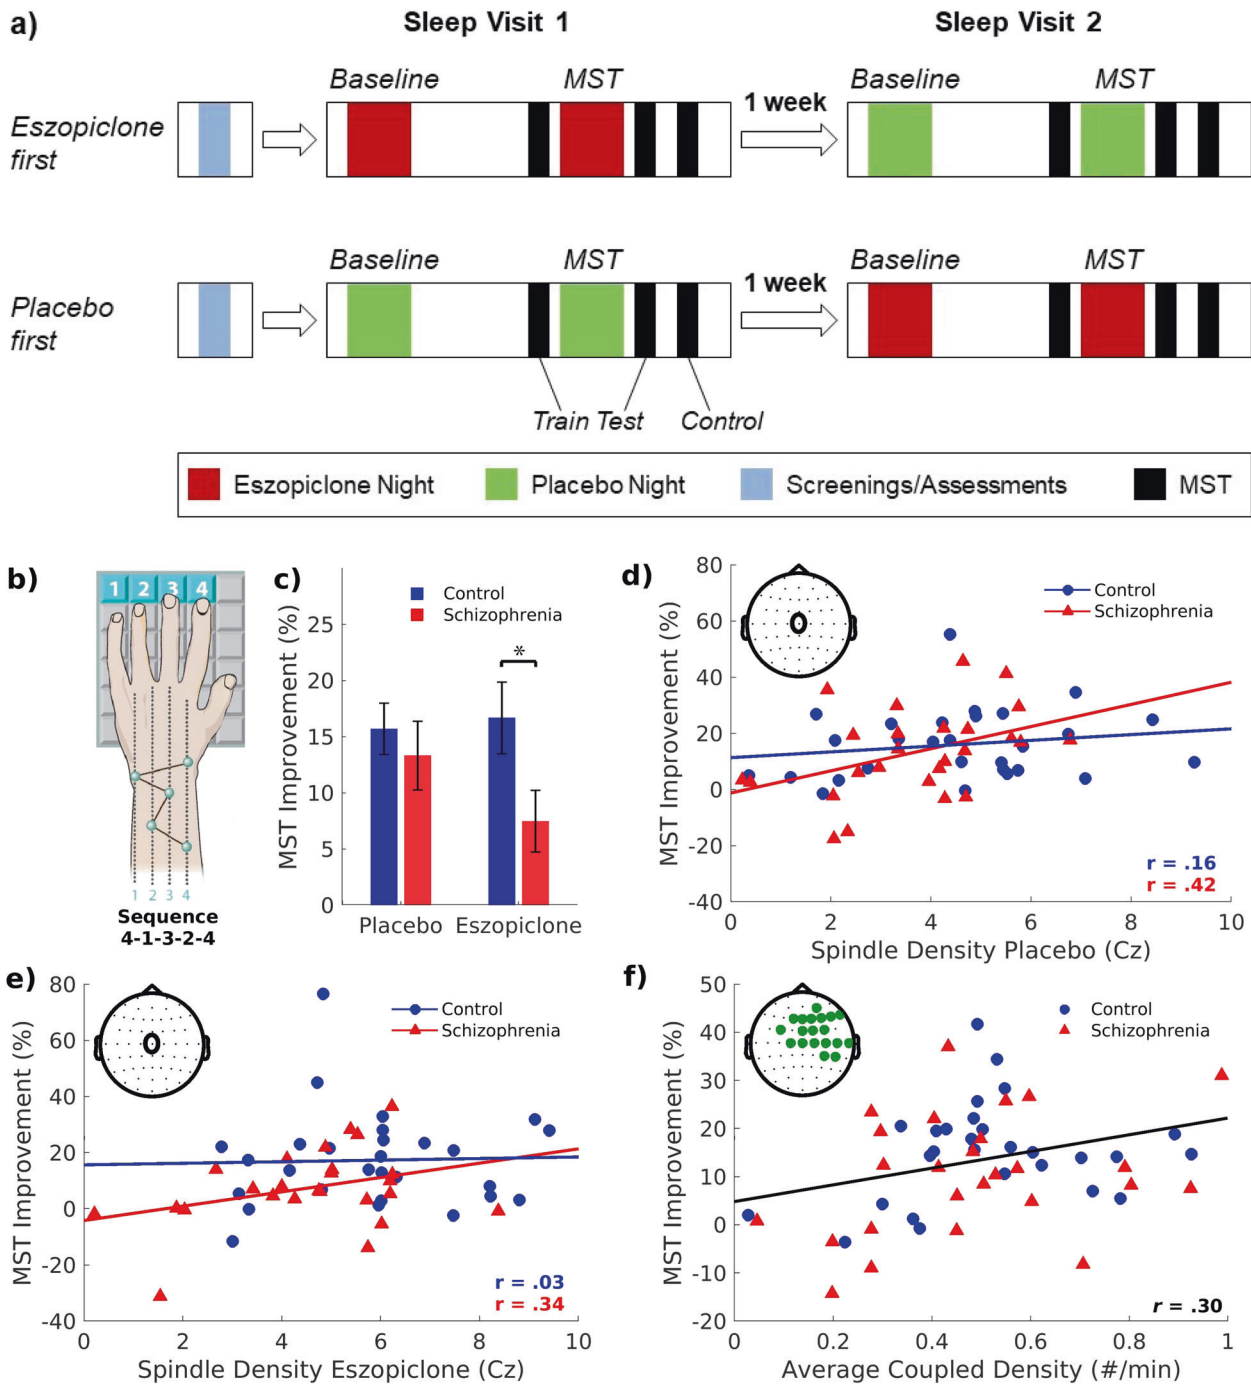 a)
Sleep Visit 1
Sleep Visit 2
Baseline
MST
Baseline
MST
Eszopiclone
first
1 week
Baseline
MST
Baseline
MST
Placebo
first
1 week
Train Test
Control
Eszopiclone Night
Placebo Night
Screenings/Assessments
MST
b)
1 2 3 4
1 2 3 4
Sequence
4-1-3-2-4
c)
Control
Schizophrenia
MST Improvement (%)
25
20
15
10
5
0
*
Placebo
Eszopiclone
d)
Control
Schizophrenia
MST Improvement (%)
80
60
40
20
0
-20
-40
r = .16
r = .42
0 2 4 6 8 10
Spindle Density Placebo (Cz)
e)
Control
Schizophrenia
MST Improvement (%)
80
60
40
20
0
-20
-40
r = .03
r = .34
0 2 4 6 8 10
Spindle Density Eszopiclone (Cz)
f)
Control
Schizophrenia
MST Improvement (%)
50
40
30
20
10
0
-10
-20
r = .30
0 0.2 0.4 0.6 0.8 1
Average Coupled Density (#/min)